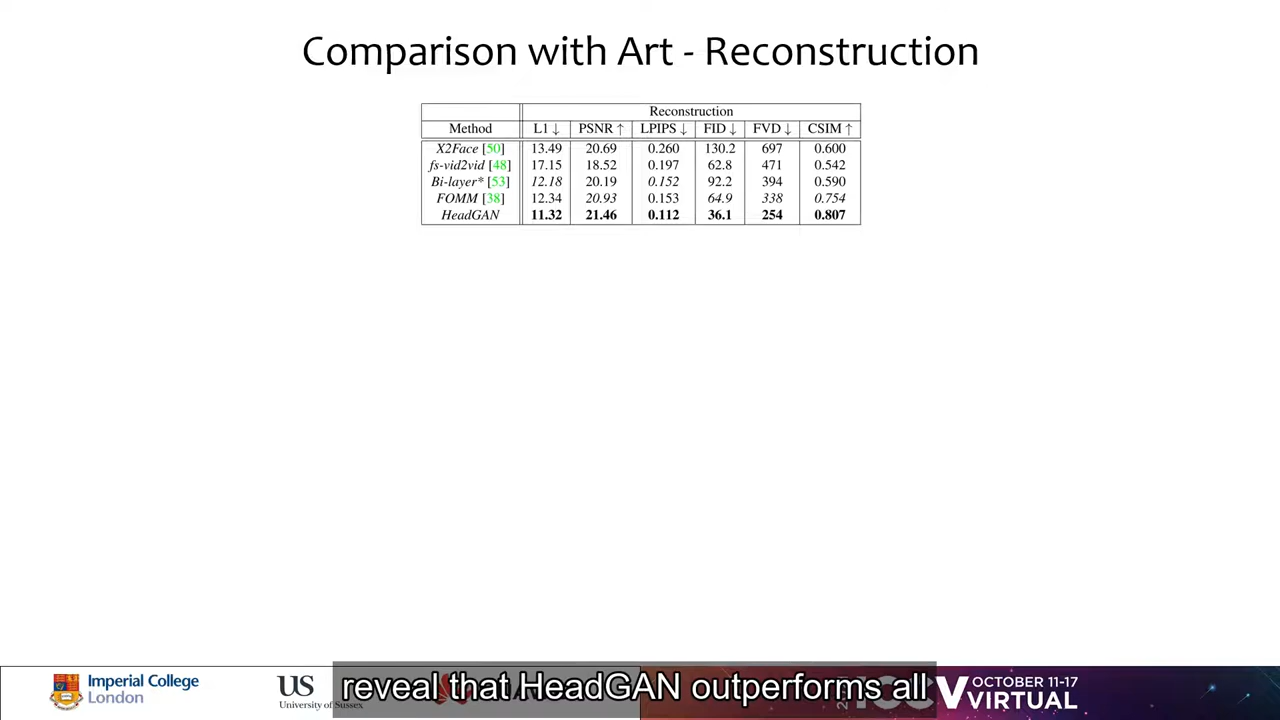 Comparison with Art - Reconstruction
Reconstruction
Method L1 ↓ PSNR ↑ LPIPS ↓ FID ↓ FVD ↓ CSIM ↑
X2Face [50] 13.49 20.69 0.260 130.2 697 0.600
fs-vid2vid [48] 17.15 18.52 0.197 62.8 471 0.542
Bi-layer* [53] 12.18 20.19 0.152 92.2 394 0.590
FOMM [38] 12.34 20.93 0.153 64.9 338 0.754
HeadGAN 11.32 21.46 0.112 36.1 254 0.807
Imperial College
London
US
University of Sussex
reveal that HeadGAN outperforms all
OCTOBER 11-17
VIRTUAL